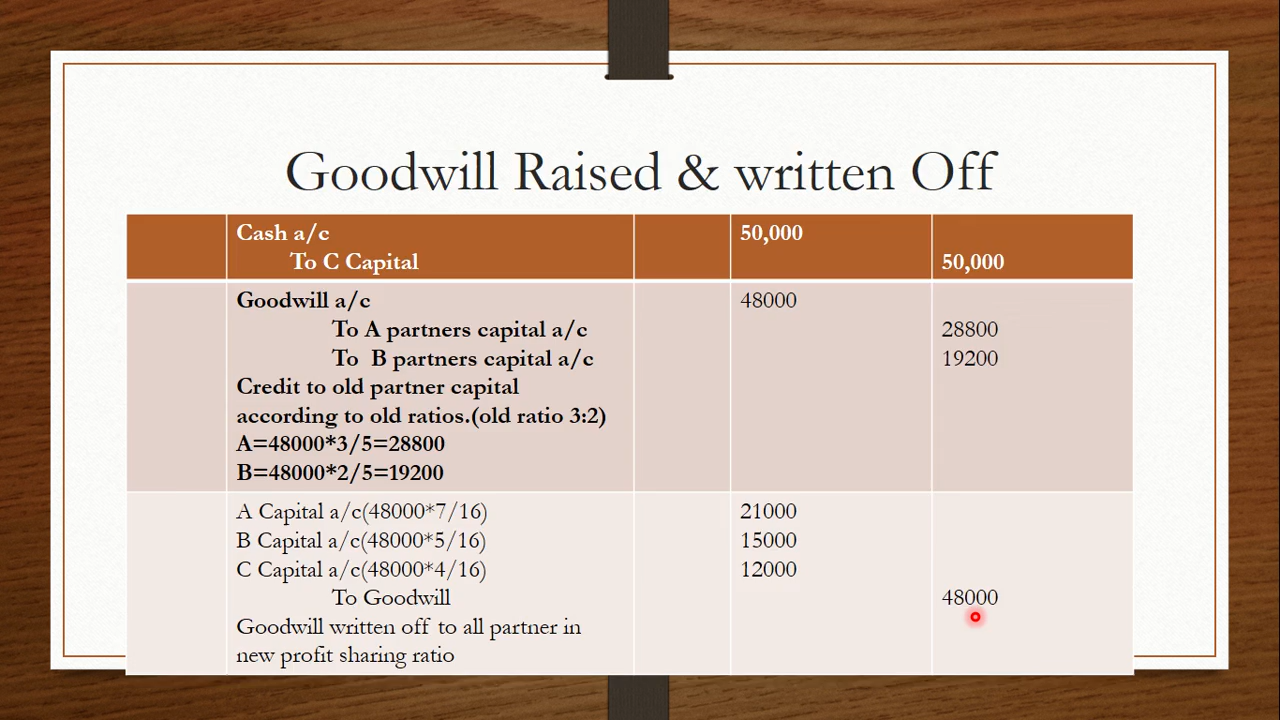 Goodwill Raised & written Off
Cash a/c 50,000
To C Capital 50,000
Goodwill a/c 48000
To A partners capital a/c 28800
To B partners capital a/c 19200
Credit to old partner capital
according to old ratios.(old ratio 3:2)
A=48000*3/5=28800
B=48000*2/5=19200
A Capital a/c(48000*7/16) 21000
B Capital a/c(48000*5/16) 15000
C Capital a/c(48000*4/16) 12000
To Goodwill 48000
Goodwill written off to all partner in
new profit sharing ratio